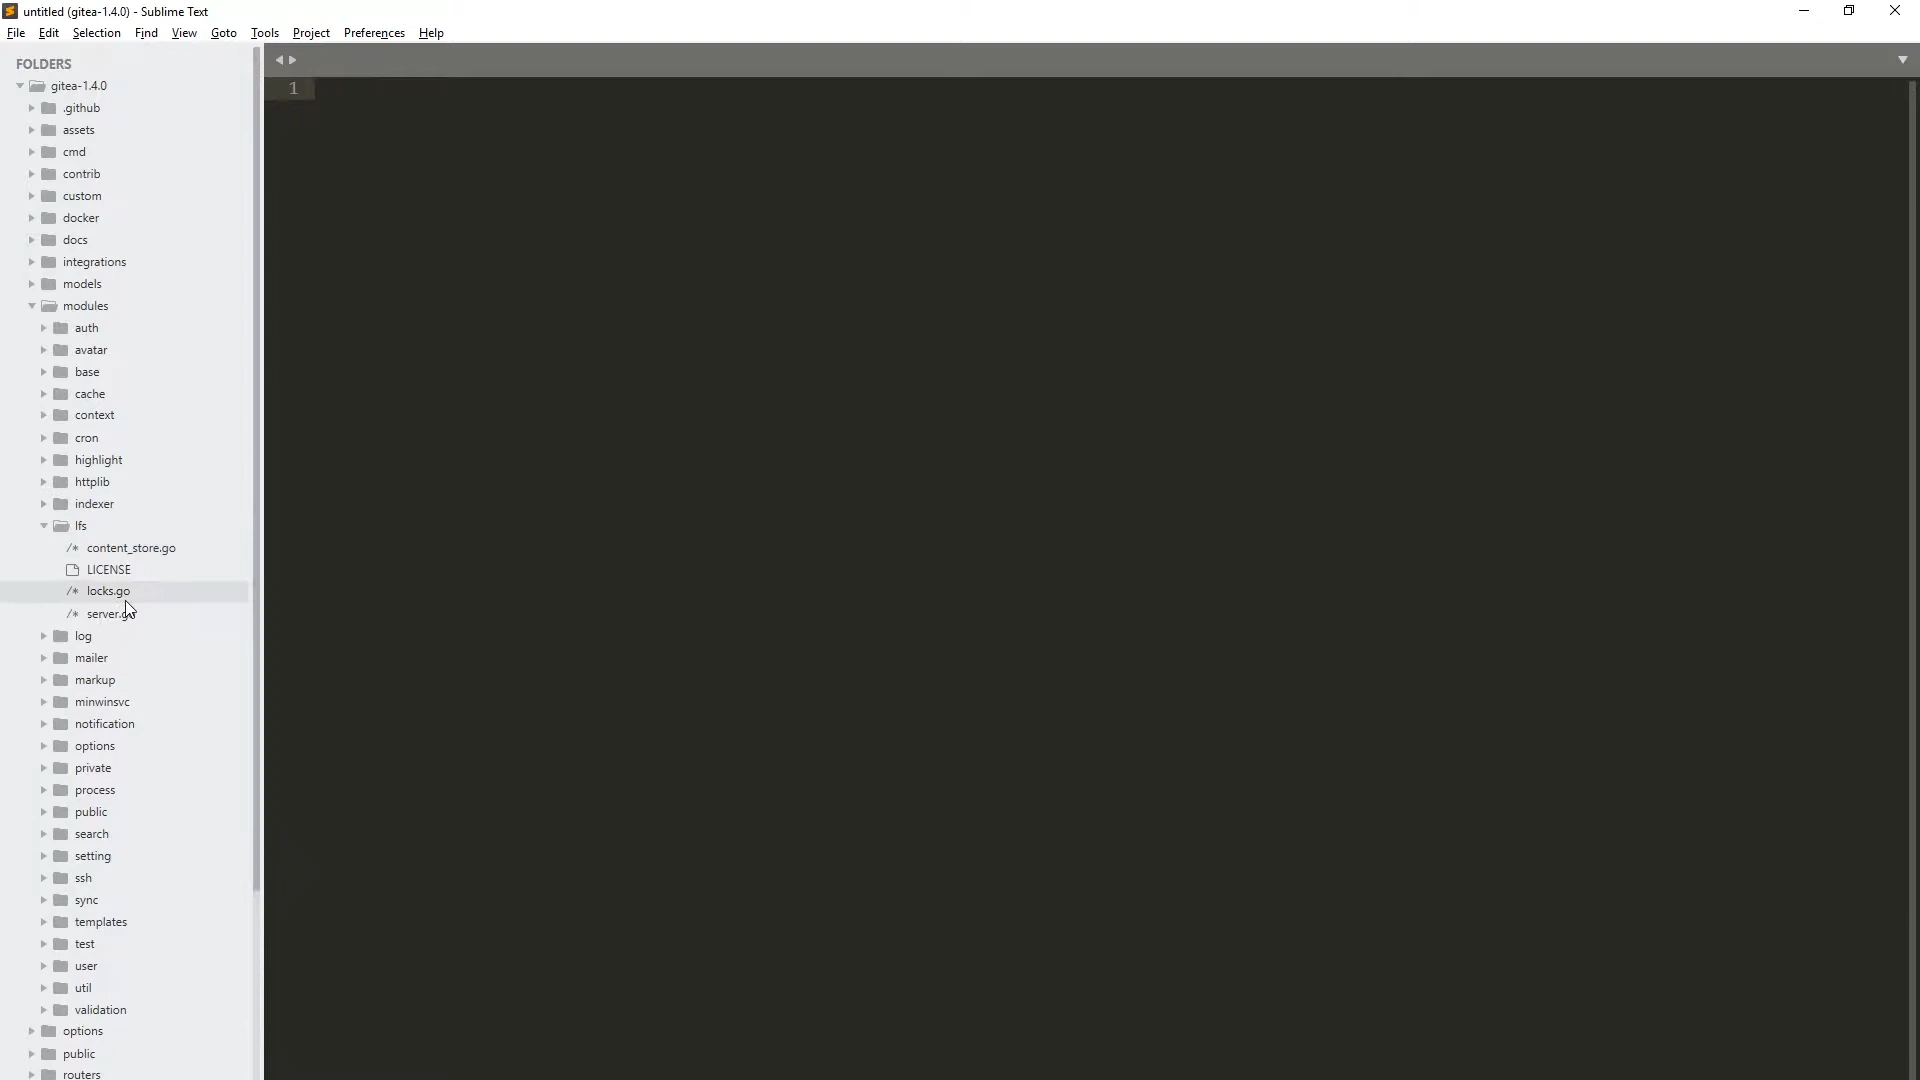 untitled (gitea-1.4.0) - Sublime Text
File Edit Selection Find View Goto Tools Project Preferences Help
FOLDERS
gitea-1.4.0
.github
assets
cmd
contrib
custom
docker
docs
integrations
models
modules
auth
avatar
base
cache
context
cron
highlight
httplib
indexer
lfs
/* content_store.go
LICENSE
/* locks.go
/* server.go
log
mailer
markup
minwinsvc
notification
options
private
process
public
search
setting
ssh
sync
templates
test
user
util
validation
options
public
routers
1